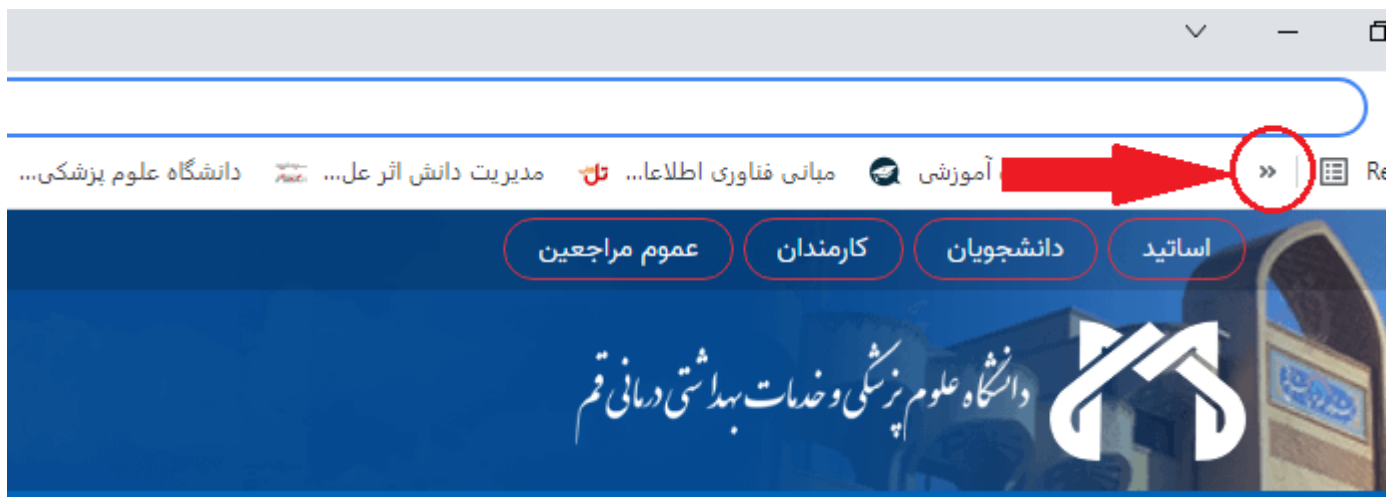 دانشگاه علوم پزشکی... مدیریت دانش اثر عل... مبانی فناوری اطلاعا... آموزشی » Re
اساتید دانشجویان کارمندان عموم مراجعین
دانشگاه علوم پزشکی و خدمات بهداشتی درمانی قم